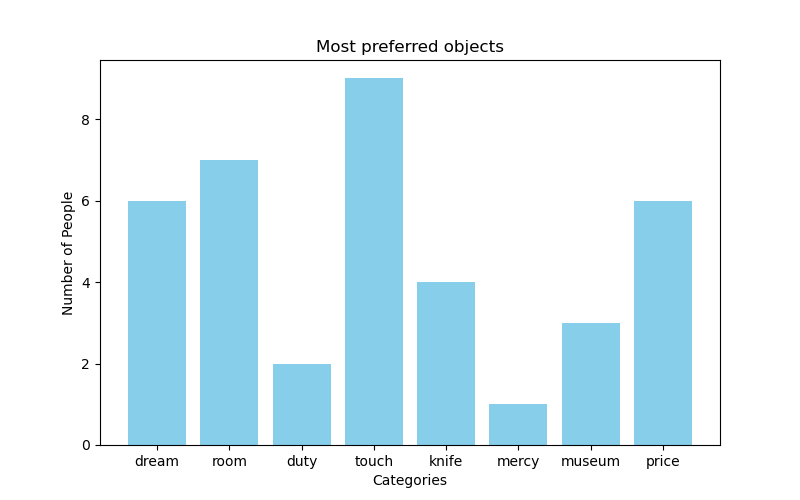 Most preferred objects
Number of People
8
6
4
2
0
dream room duty touch knife mercy museum price
Categories